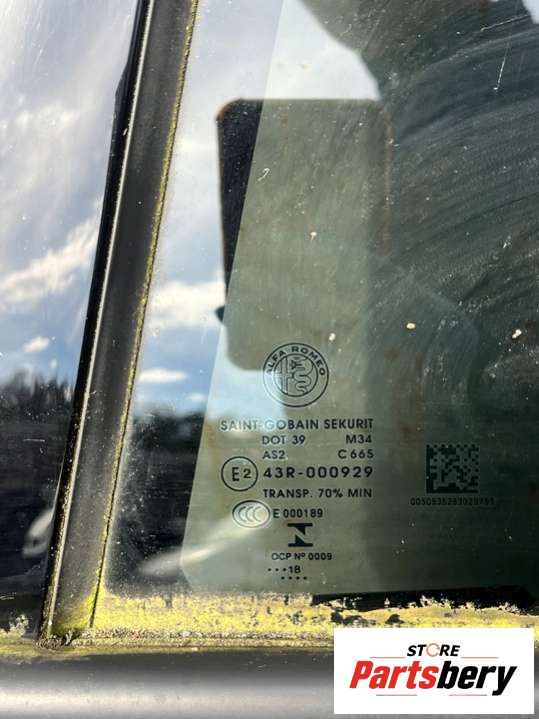 ALFA ROMEO
SAINT-GOBAIN SEKURIT
DOT 39 M34
AS2 C665
E2 43R-000929
TRANSP. 70% MIN
CCC E 000189
OCP Nº 0009
...18
....
STORE
Partsbery